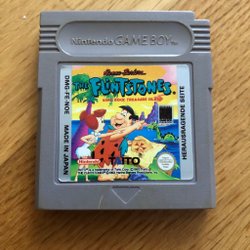 Nintendo GAME BOY™
DMG-FE-NOE
MADE IN JAPAN
Hanna-Barbera
THE FLINTSTONES
KING ROCK TREASURE ISLAND
Nintendo
TAITO
HERAUSRAGENDE SEITE